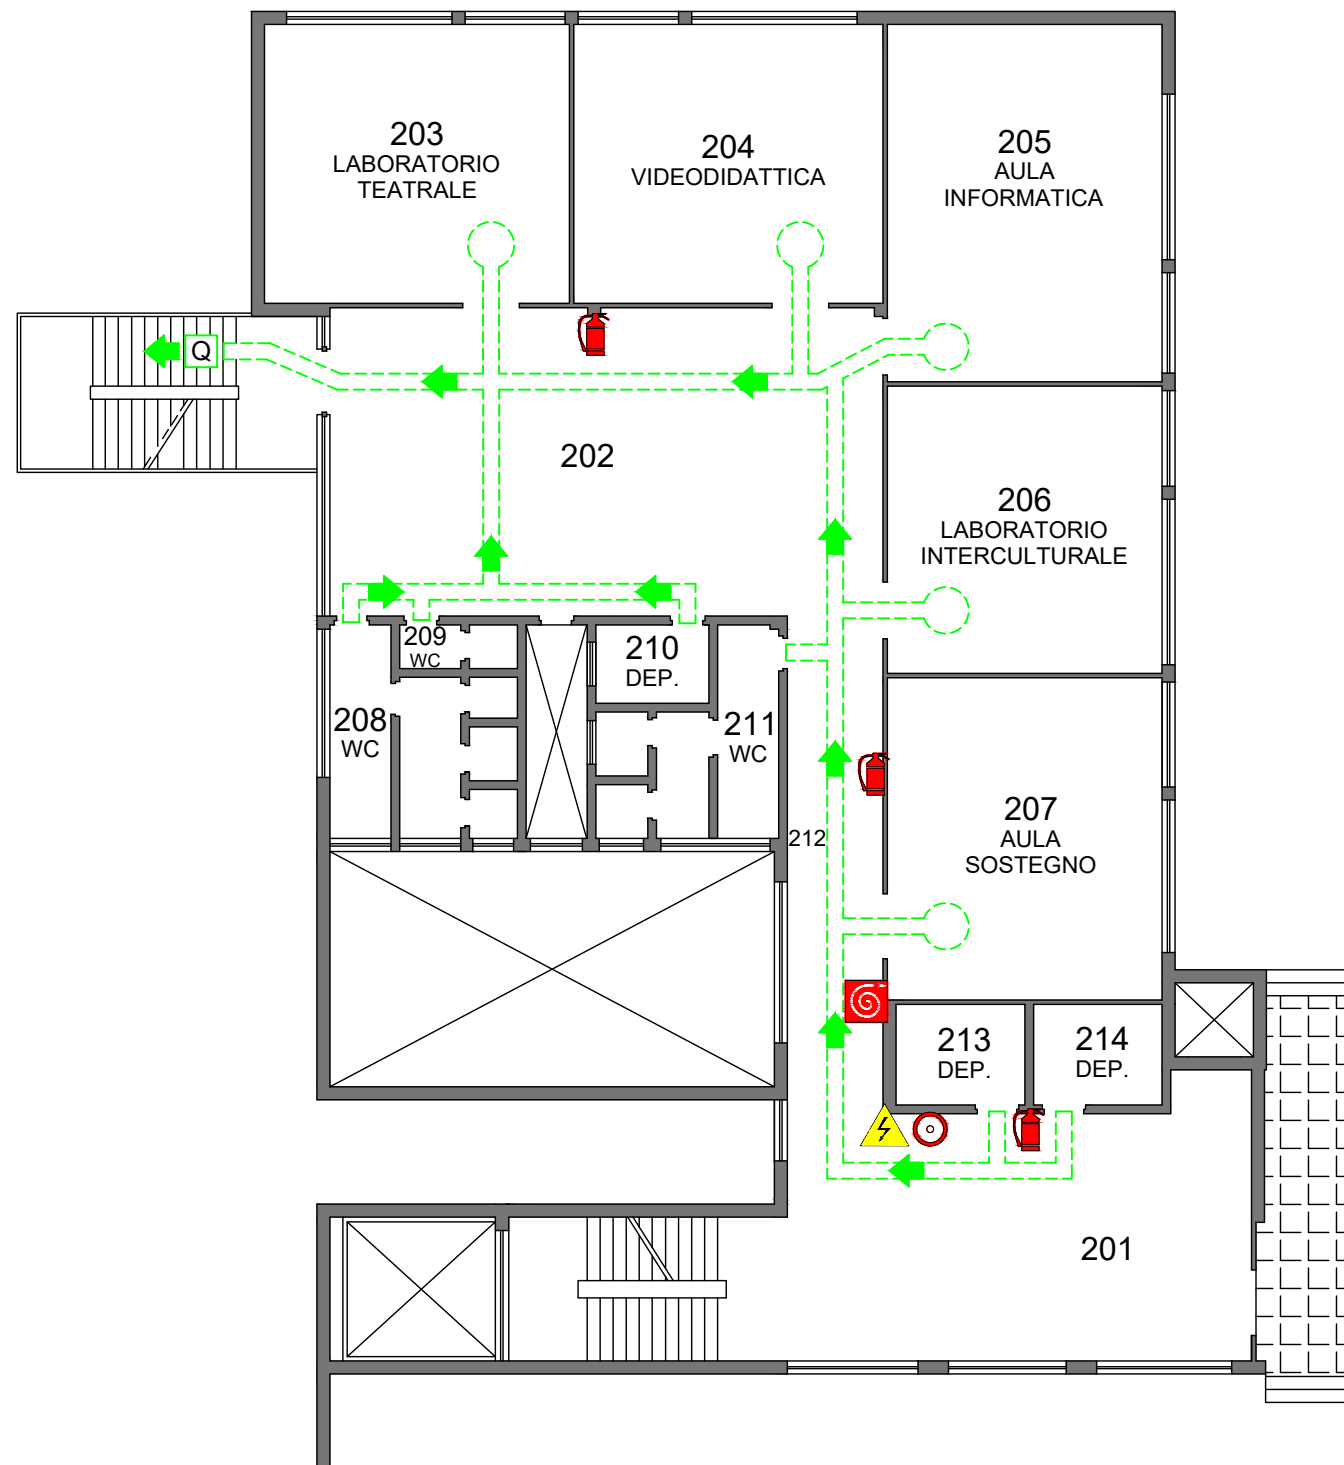 203
LABORATORIO
TEATRALE
204
VIDEODIDATTICA
205
AULA
INFORMATICA
Q
202
206
LABORATORIO
INTERCULTURALE
209
WC
210
DEP.
208
WC
211
WC
207
AULA
SOSTEGNO
212
213
DEP.
214
DEP.
201